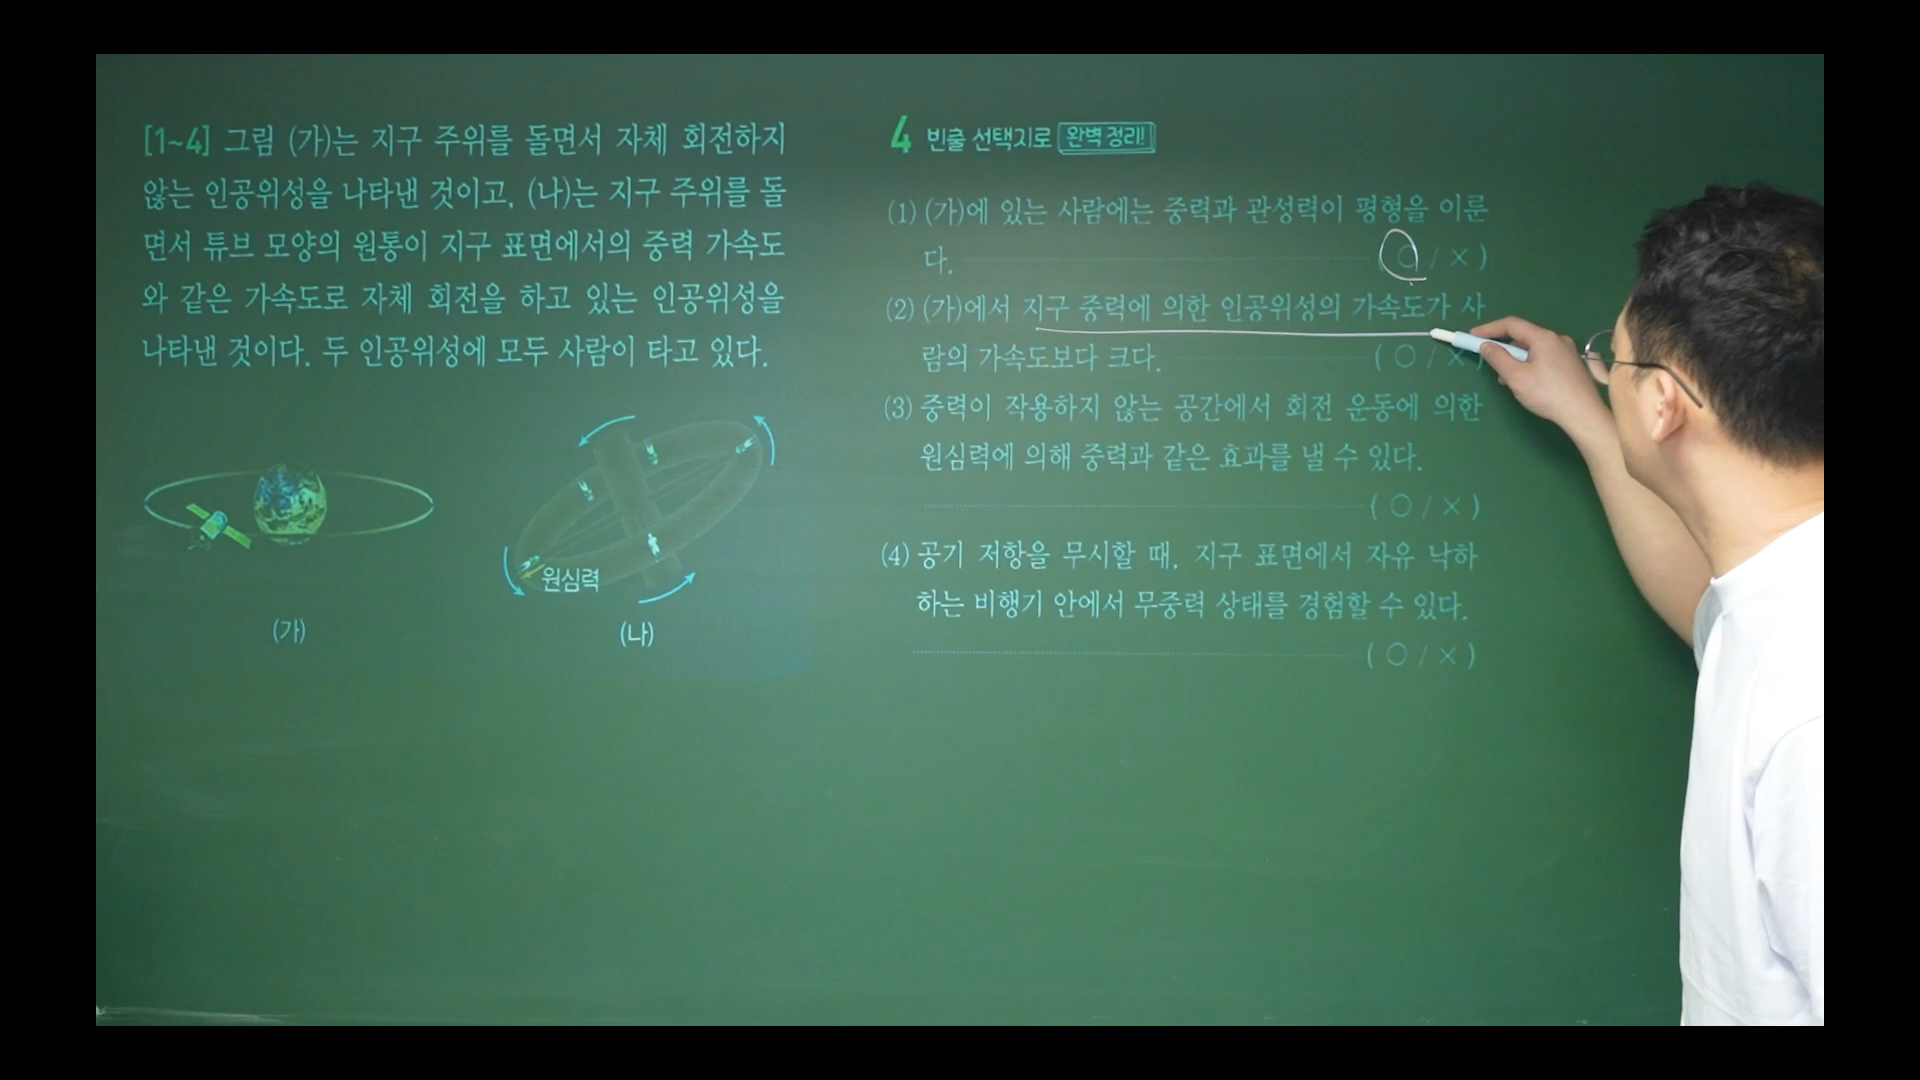 [1~4] 그림 (가)는 지구 주위를 돌면서 자체 회전하지
않는 인공위성을 나타낸 것이고, (나)는 지구 주위를 돌
면서 튜브 모양의 원통이 지구 표면에서의 중력 가속도
와 같은 가속도로 자체 회전을 하고 있는 인공위성을
나타낸 것이다. 두 인공위성에 모두 사람이 타고 있다.
원심력
(가)
(나)
4 빈출 선택지로 완벽 정리!
(1) (가)에 있는 사람에는 중력과 관성력이 평형을 이룬
다. (○/×)
(2) (가)에서 지구 중력에 의한 인공위성의 가속도가 사
람의 가속도보다 크다. (○/×)
(3) 중력이 작용하지 않는 공간에서 회전 운동에 의한
원심력에 의해 중력과 같은 효과를 낼 수 있다.
(○/×)
(4) 공기 저항을 무시할 때, 지구 표면에서 자유 낙하
하는 비행기 안에서 무중력 상태를 경험할 수 있다.
(○/×)